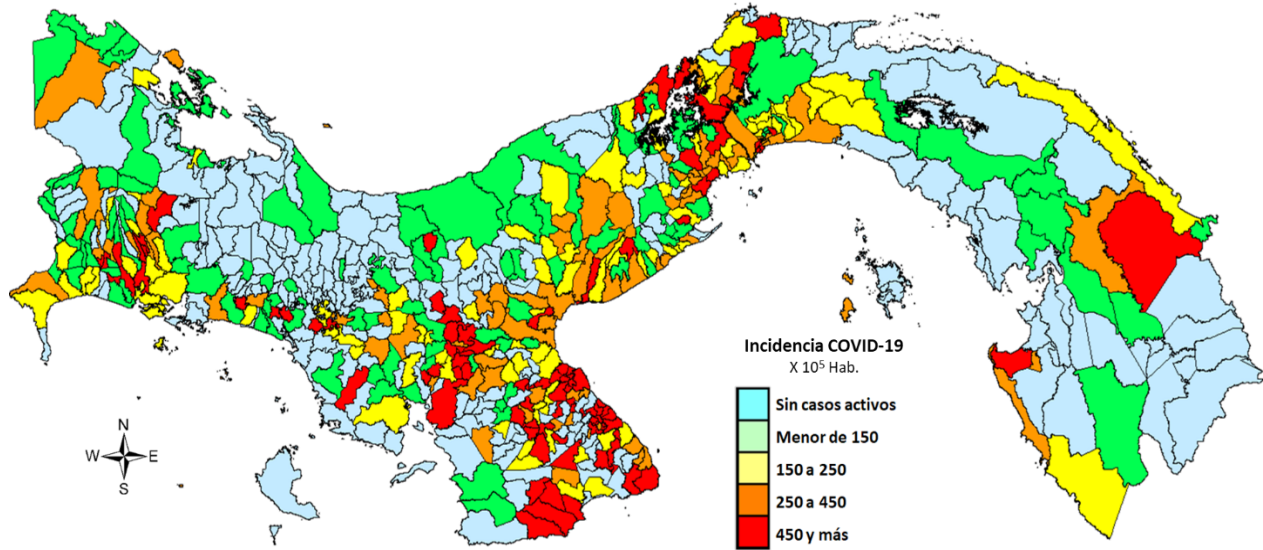 Incidencia COVID-19
X 10⁵ Hab.
Sin casos activos
Menor de 150
150 a 250
250 a 450
450 y más
N
W E
S